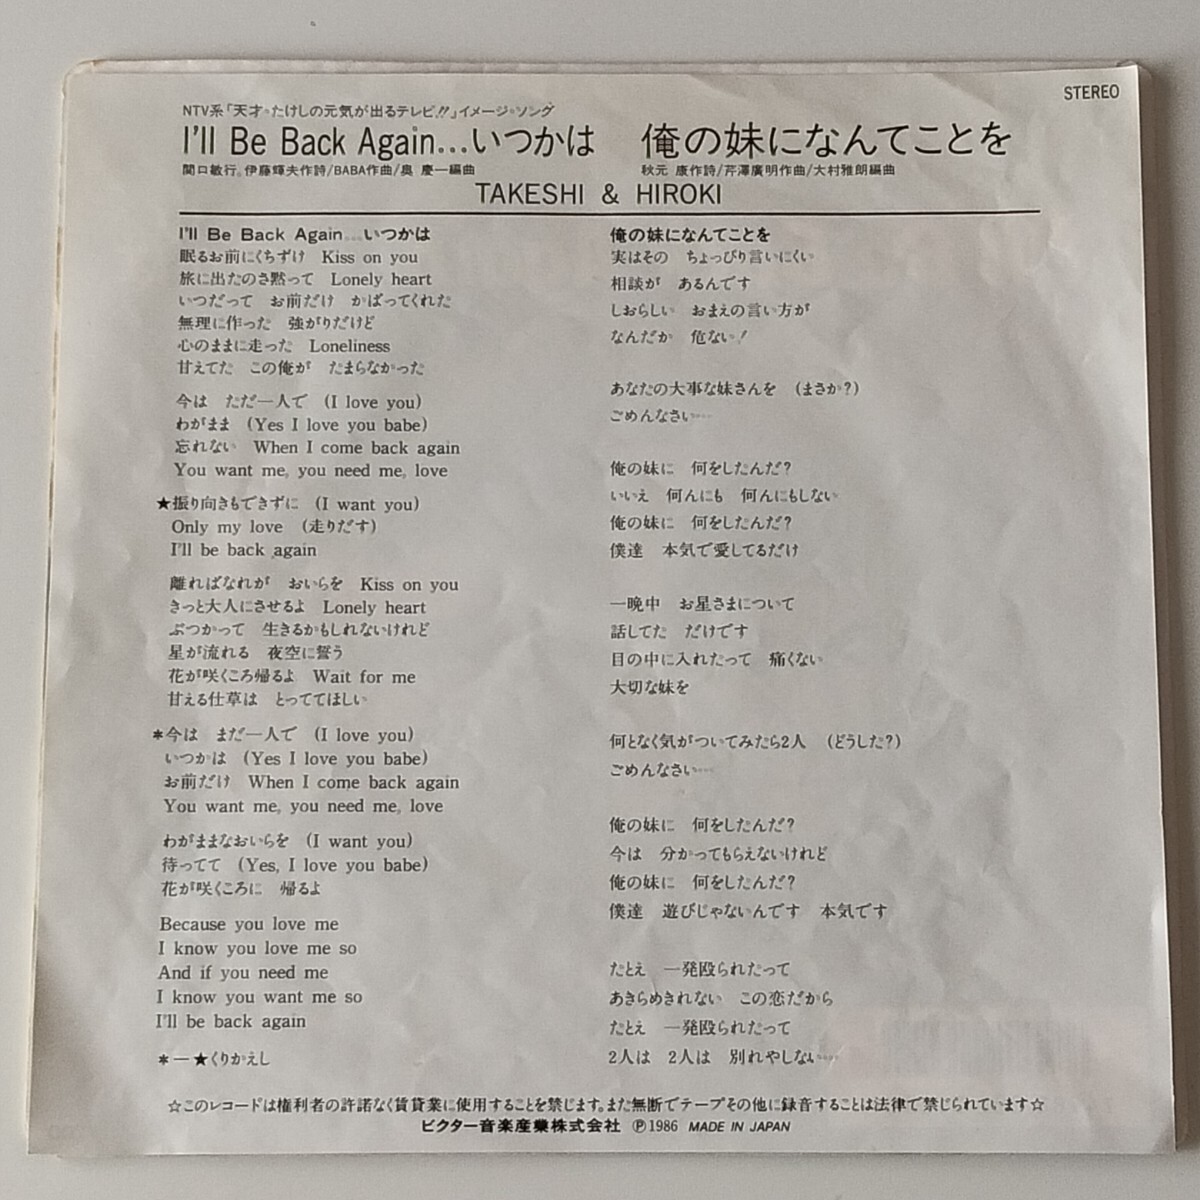 STEREO
NTV系「天才・たけしの元気が出るテレビ!!」イメージ・ソング
I'll Be Back Again…いつかは
関口敏行。伊藤輝夫作詩/BABA作曲/奥 慶一編曲
俺の妹になんてことを
秋元 康作詩/芹澤廣明作曲/大村雅朗編曲
TAKESHI & HIROKI
I'll Be Back Again…いつかは
眠るお前にくちずけ Kiss on you
旅に出たのさ黙って Lonely heart
いつだって お前だけ かばってくれた
無理に作った 強がりだけど
心のままに走った Loneliness
甘えてた この俺が たまらなかった
今は ただ一人で (I love you)
わがまま (Yes I love you babe)
忘れない When I come back again
You want me, you need me, love
★振り向きもできずに (I want you)
Only my love (走りだす)
I'll be back again
離ればなれが おいらを Kiss on you
きっと大人にさせるよ Lonely heart
ぶつかって 生きるかもしれないけれど
星が流れる 夜空に誓う
花が咲くころ帰るよ Wait for me
甘える仕草は とっててほしい
*今は まだ一人で (I love you)
いつかは (Yes I love you babe)
お前だけ When I come back again
You want me, you need me, love
わがままなおいらを (I want you)
待ってて (Yes, I love you babe)
花が咲くころに 帰るよ
Because you love me
I know you love me so
And if you need me
I know you want me so
I'll be back again
*―★くりかえし
俺の妹になんてことを
実はその ちょっぴり言いにくい
相談が あるんです
しおらしい おまえの言い方が
なんだか 危ない!
あなたの大事な妹さんを (まさか?)
ごめんなさい……
俺の妹に 何をしたんだ?
いいえ 何んにも 何んにもしない
俺の妹に 何をしたんだ?
僕達 本気で愛してるだけ
一晩中 お星さまについて
話してた だけです
目の中に入れたって 痛くない
大切な妹を
何となく気がついてみたら2人 (どうした?)
ごめんなさい……
俺の妹に 何をしたんだ?
今は 分かってもらえないけれど
俺の妹に 何をしたんだ?
僕達 遊びじゃないんです 本気です
たとえ 一発殴られたって
あきらめきれない この恋だから
たとえ 一発殴られたって
2人は 2人は 別れやしない……
☆このレコードは権利者の許諾なく賃貸業に使用することを禁じます。また無断でテープその他に録音することは法律で禁じられています☆
ビクター音楽産業株式会社 ℗1986 MADE IN JAPAN